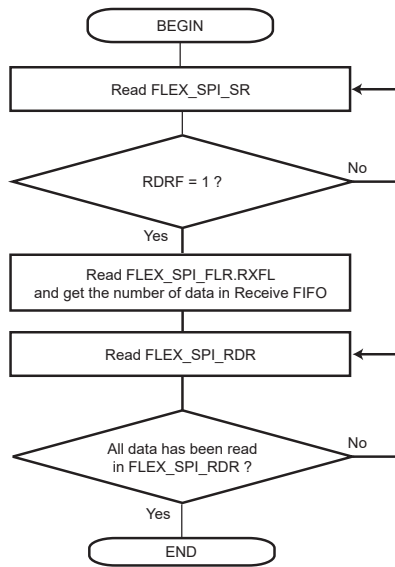 BEGIN
Read FLEX_SPI_SR
RDRF = 1 ?
No
Yes
Read FLEX_SPI_FLR.RXFL
and get the number of data in Receive FIFO
Read FLEX_SPI_RDR
All data has been read
in FLEX_SPI_RDR ?
No
Yes
END